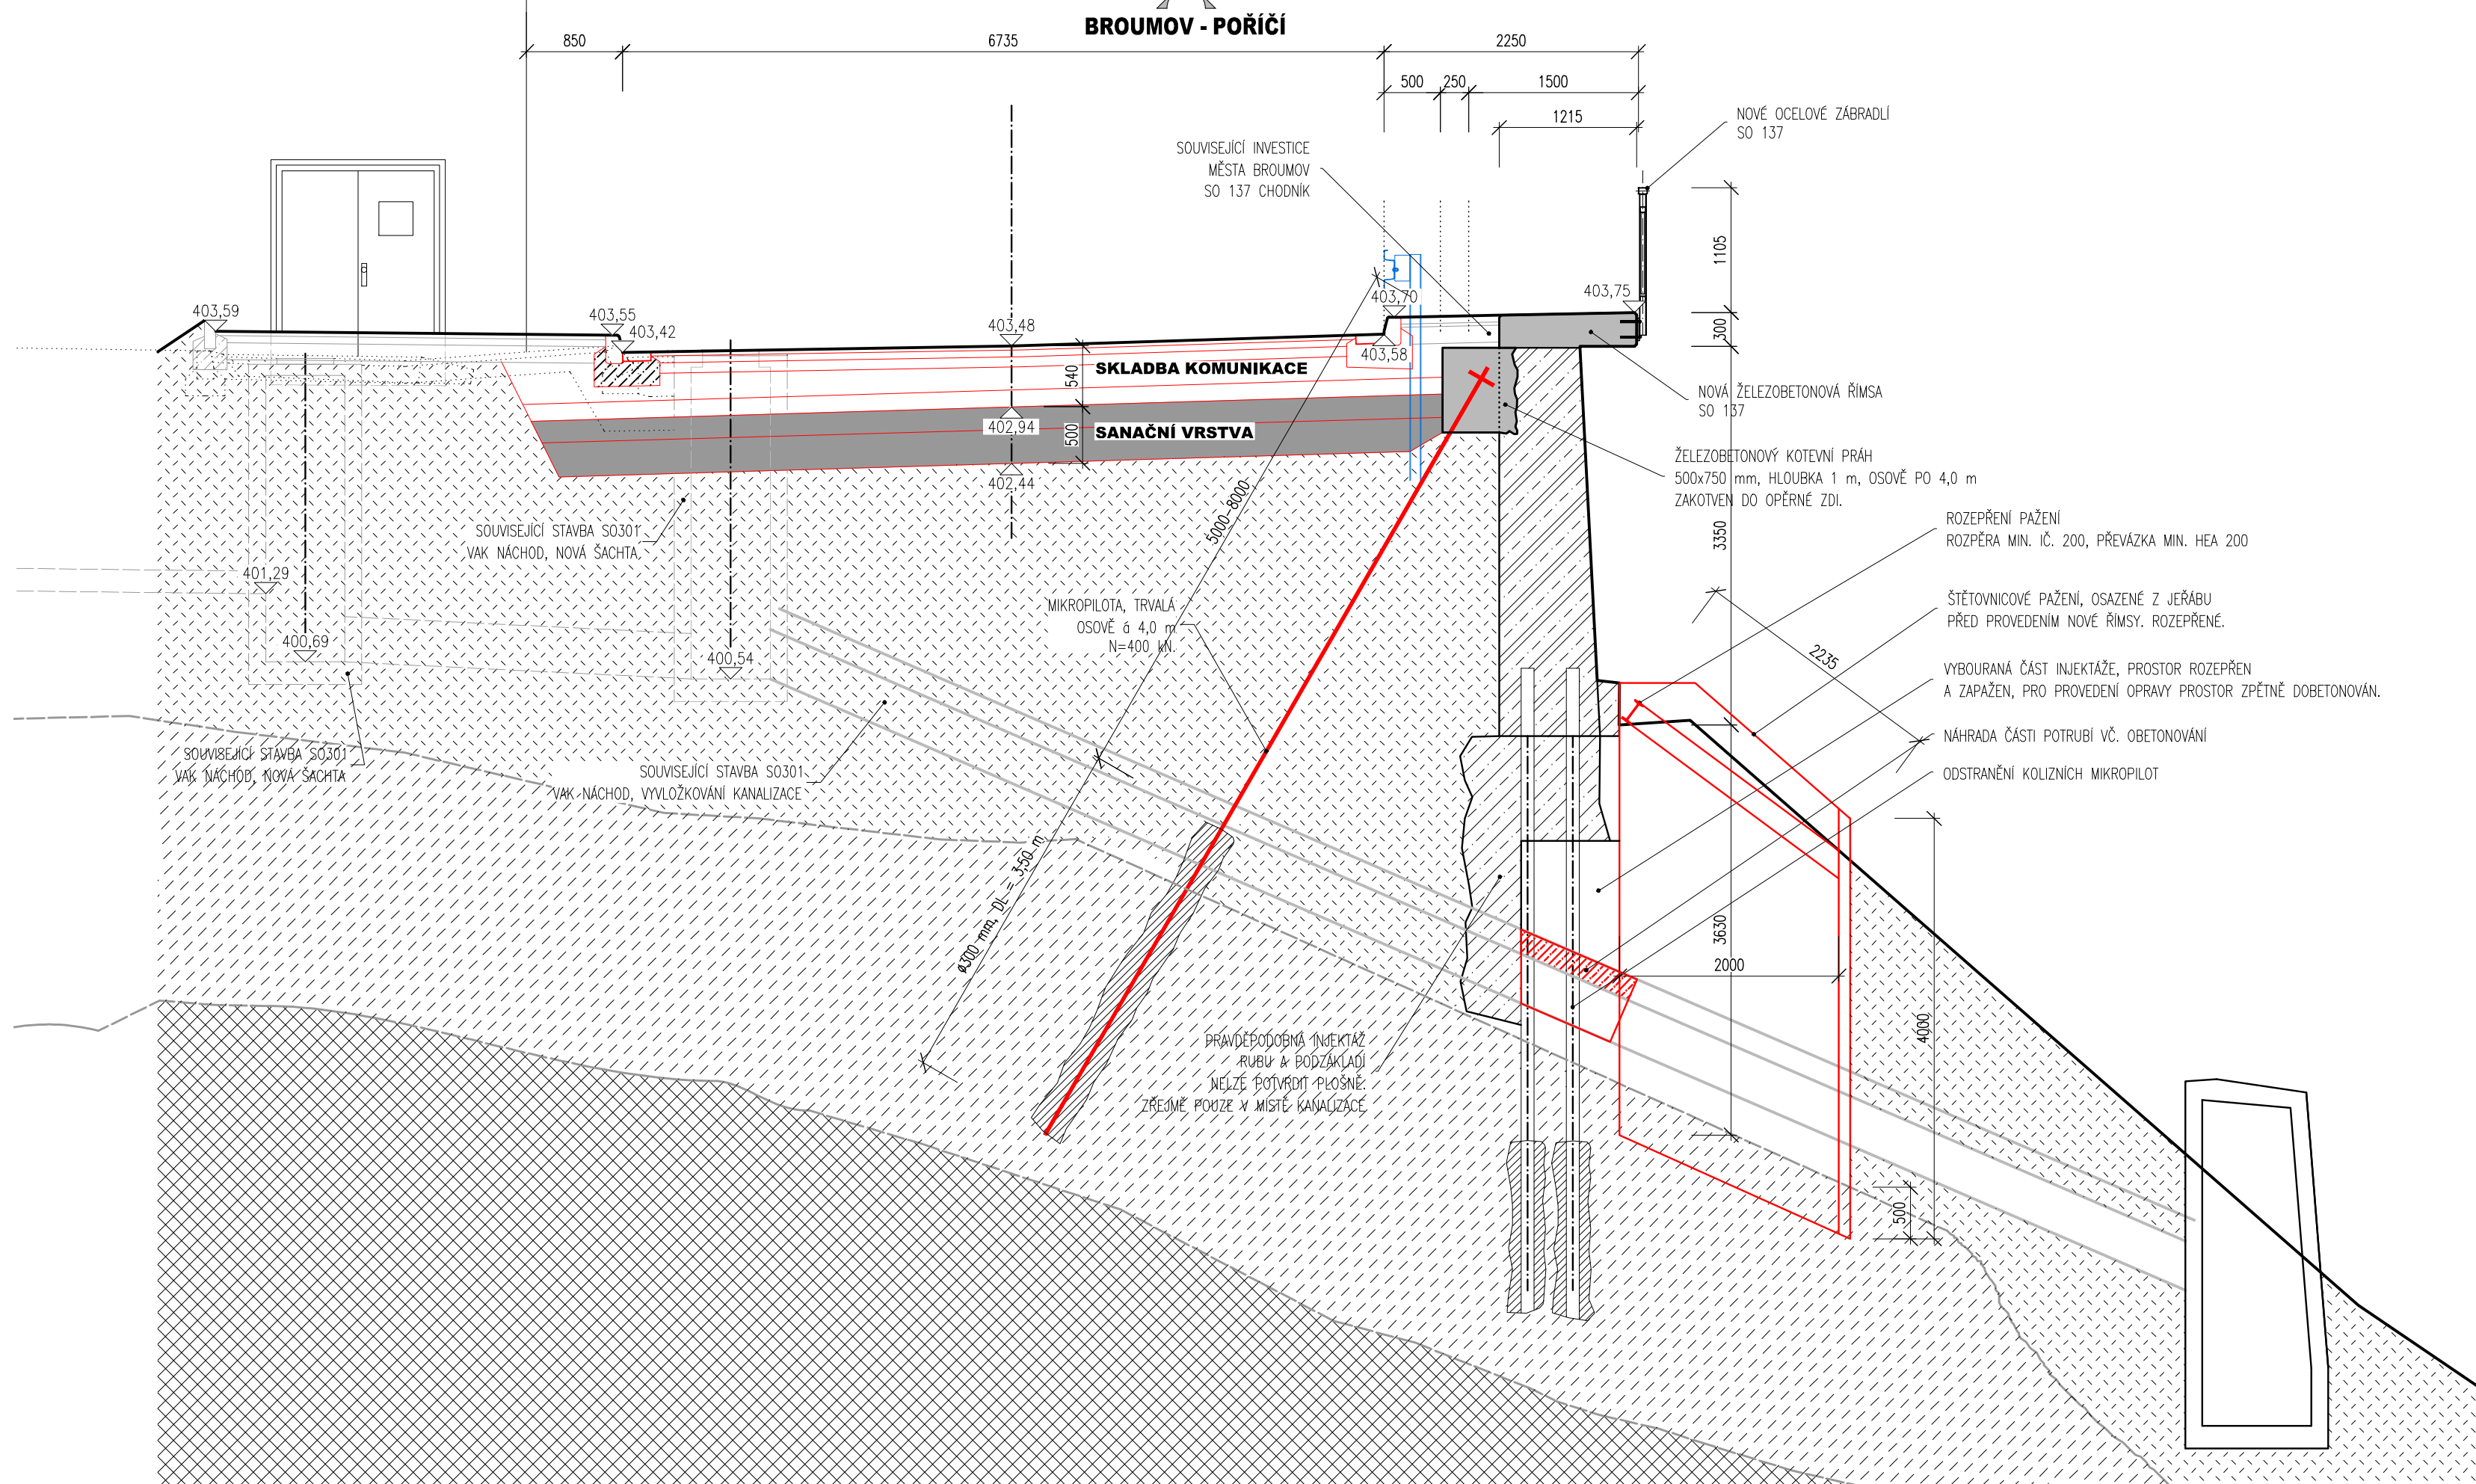 BROUMOV - POŘÍČÍ
850
6735
2250
500
250
1500
1215
NOVÉ OCELOVÉ ZÁBRADLÍ
SO 137
SOUVISEJÍCÍ INVESTICE
MĚSTA BROUMOV
SO 137 CHODNÍK
1105
300
403,59
403,55
403,42
403,48
403,70
403,58
403,75
SKLADBA KOMUNIKACE
540
402,94
SANAČNÍ VRSTVA
500
402,44
NOVÁ ŽELEZOBETONOVÁ ŘÍMSA
SO 137
ŽELEZOBETONOVÝ KOTEVNÍ PRÁH
500x750 mm, HLOUBKA 1 m, OSOVĚ PO 4,0 m
ZAKOTVEN DO OPĚRNÉ ZDI.
3350
ROZEPŘENÍ PAŽENÍ
ROZPĚRA MIN. IČ. 200, PŘEVÁZKA MIN. HEA 200
SOUVISEJÍCÍ STAVBA SO301
VAK NÁCHOD, NOVÁ ŠACHTA
5000-8000
401,29
400,69
400,54
MIKROPILOTA, TRVALÁ
OSOVĚ á 4,0 m
N=400 kN.
ŠTĚTOVNICOVÉ PAŽENÍ, OSAZENÉ Z JEŘÁBU
PŘED PROVEDENÍM NOVÉ ŘÍMSY. ROZEPŘENÉ.
2235
VYBOURANÁ ČÁST INJEKTÁŽE, PROSTOR ROZEPŘEN
A ZAPAŽEN, PRO PROVEDENÍ OPRAVY PROSTOR ZPĚTNĚ DOBETONOVÁN.
NÁHRADA ČÁSTI POTRUBÍ VČ. OBETONOVÁNÍ
ODSTRANĚNÍ KOLIZNÍCH MIKROPILOT
SOUVISEJÍCÍ STAVBA SO301
VAK NÁCHOD, NOVÁ ŠACHTA
SOUVISEJÍCÍ STAVBA SO301
VAK NÁCHOD, VYVLOŽKOVÁNÍ KANALIZACE
ø300 mm, DL= 3,50 m
3630
2000
4000
500
PRAVDĚPODOBNÁ INJEKTÁŽ
RUBU A PODZÁKLADÍ
NELZE POTVRDIT PLOŠNĚ.
ZŘEJMĚ POUZE V MÍSTĚ KANALIZACE